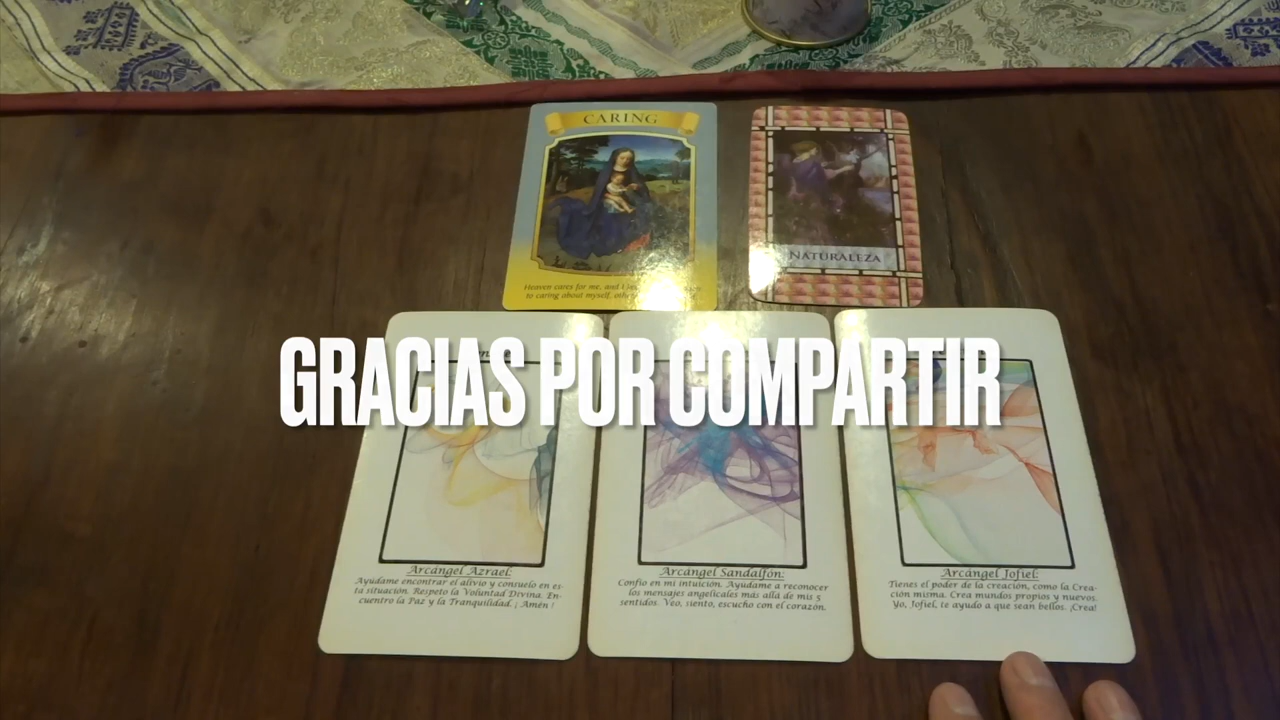 CARING
Heaven cares for me, and I
to caring about myself,
NATURALEZA
GRACIAS POR COMPARTIR
Arcángel Azrael:
Ayúdame encontrar el alivio y consuelo en es-
ta situación. Respeto la Voluntad Divina. En-
cuentro la Paz y la Tranquilidad. ¡ Amén !
Arcángel Sandalfón:
Confío en mi intuición. Ayúdame a reconocer
los mensajes angelicales más allá de mis 5
sentidos. Veo, siento, escucho con el corazón.
Arcángel Jofiel:
Tienes el poder de la creación, como la Crea-
ción misma. Crea mundos propios y nuevos.
Yo, Jofiel, te ayudo a que sean bellos. ¡Crea!